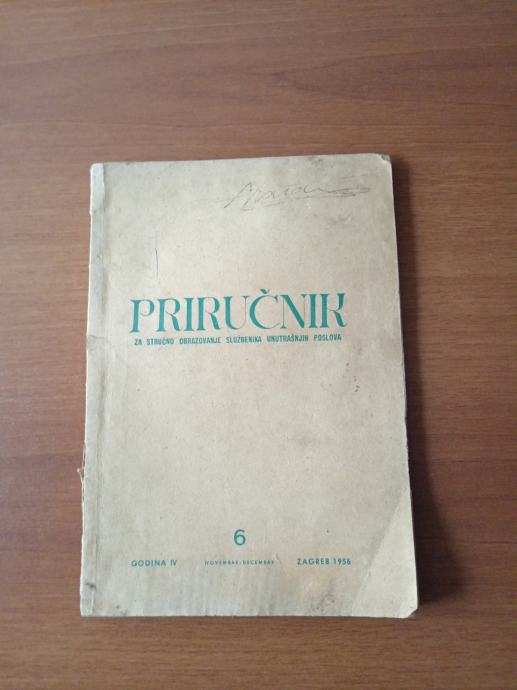 PRIRUČNIK
ZA STRUČNO OBRAZOVANJE SLUŽBENIKA UNUTRAŠNJIH POSLOVA
6
GODINA IV NOVEMBAR-DECEMBAR ZAGREB 1956